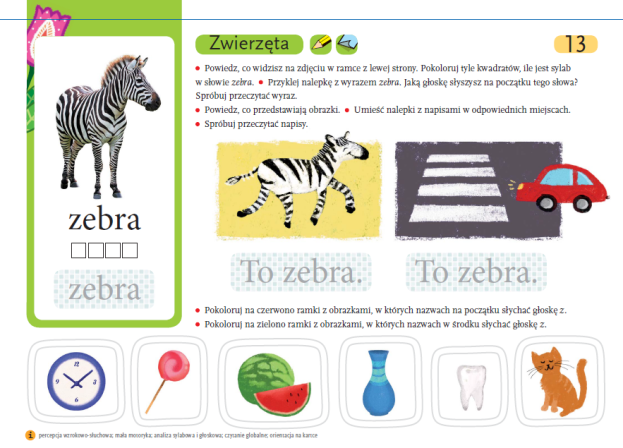 Zwierzęta
13
• Powiedz, co widzisz na zdjęciu w ramce z lewej strony. Pokoloruj tyle kwadratów, ile jest sylab
w słowie zebra. • Przyklej nalepkę z wyrazem zebra. Jaką głoskę słyszysz na początku tego słowa?
Spróbuj przeczytać wyraz.
• Powiedz, co przedstawiają obrazki. • Umieść nalepki z napisami w odpowiednich miejscach.
• Spróbuj przeczytać napisy.
zebra
zebra
To zebra.
To zebra.
• Pokoloruj na czerwono ramki z obrazkami, w których nazwach na początku słychać głoskę z.
• Pokoloruj na zielono ramki z obrazkami, w których nazwach w środku słychać głoskę z.
percepcja wzrokowo-słuchowa; mała motoryka; analiza sylabowa i głoskowa; czytanie globalne; orientacja na kartce